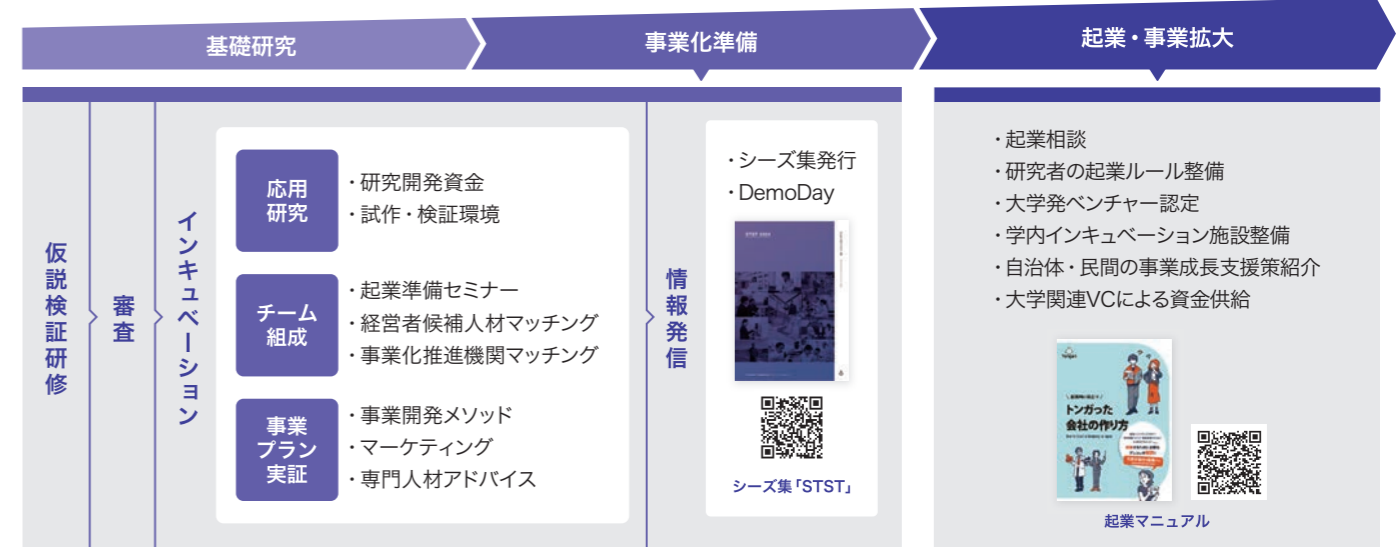 基礎研究
事業化準備
起業・事業拡大
仮説検証研修
審査
インキュベーション
応用
研究
・研究開発資金
・試作・検証環境
チーム
組成
・起業準備セミナー
・経営者候補人材マッチング
・事業化推進機関マッチング
事業
プラン
実証
・事業開発メソッド
・マーケティング
・専門人材アドバイス
情報発信
・シーズ集発行
・DemoDay
シーズ集「STST」
・起業相談
・研究者の起業ルール整備
・大学発ベンチャー認定
・学内インキュベーション施設整備
・自治体・民間の事業成長支援策紹介
・大学関連VCによる資金供給
トンガった
会社の作り方
起業マニュアル